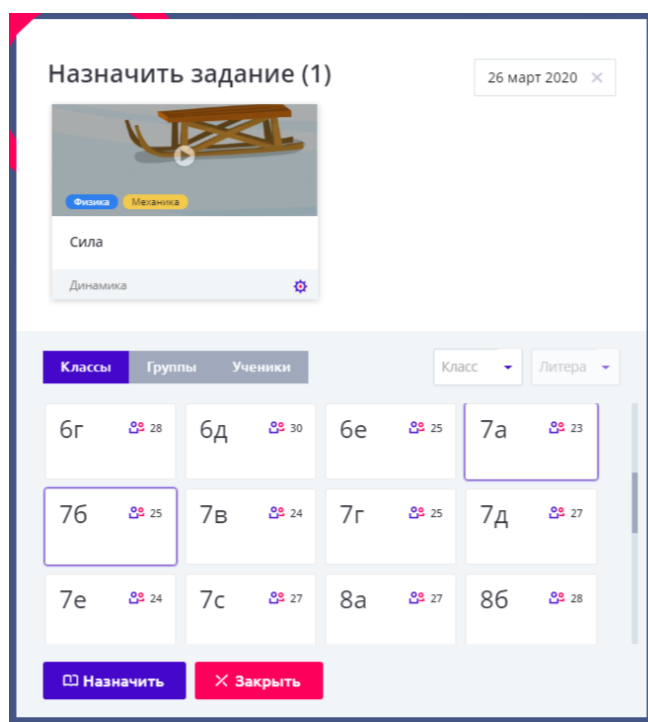 Назначить задание (1)
26 март 2020
Физика Механика
Сила
Динамика
Классы Группы Ученики Класс Литера
6г 28 6д 30 6е 25 7а 23
7б 25 7в 24 7г 25 7д 27
7е 24 7с 27 8а 27 8б 28
Назначить Закрыть